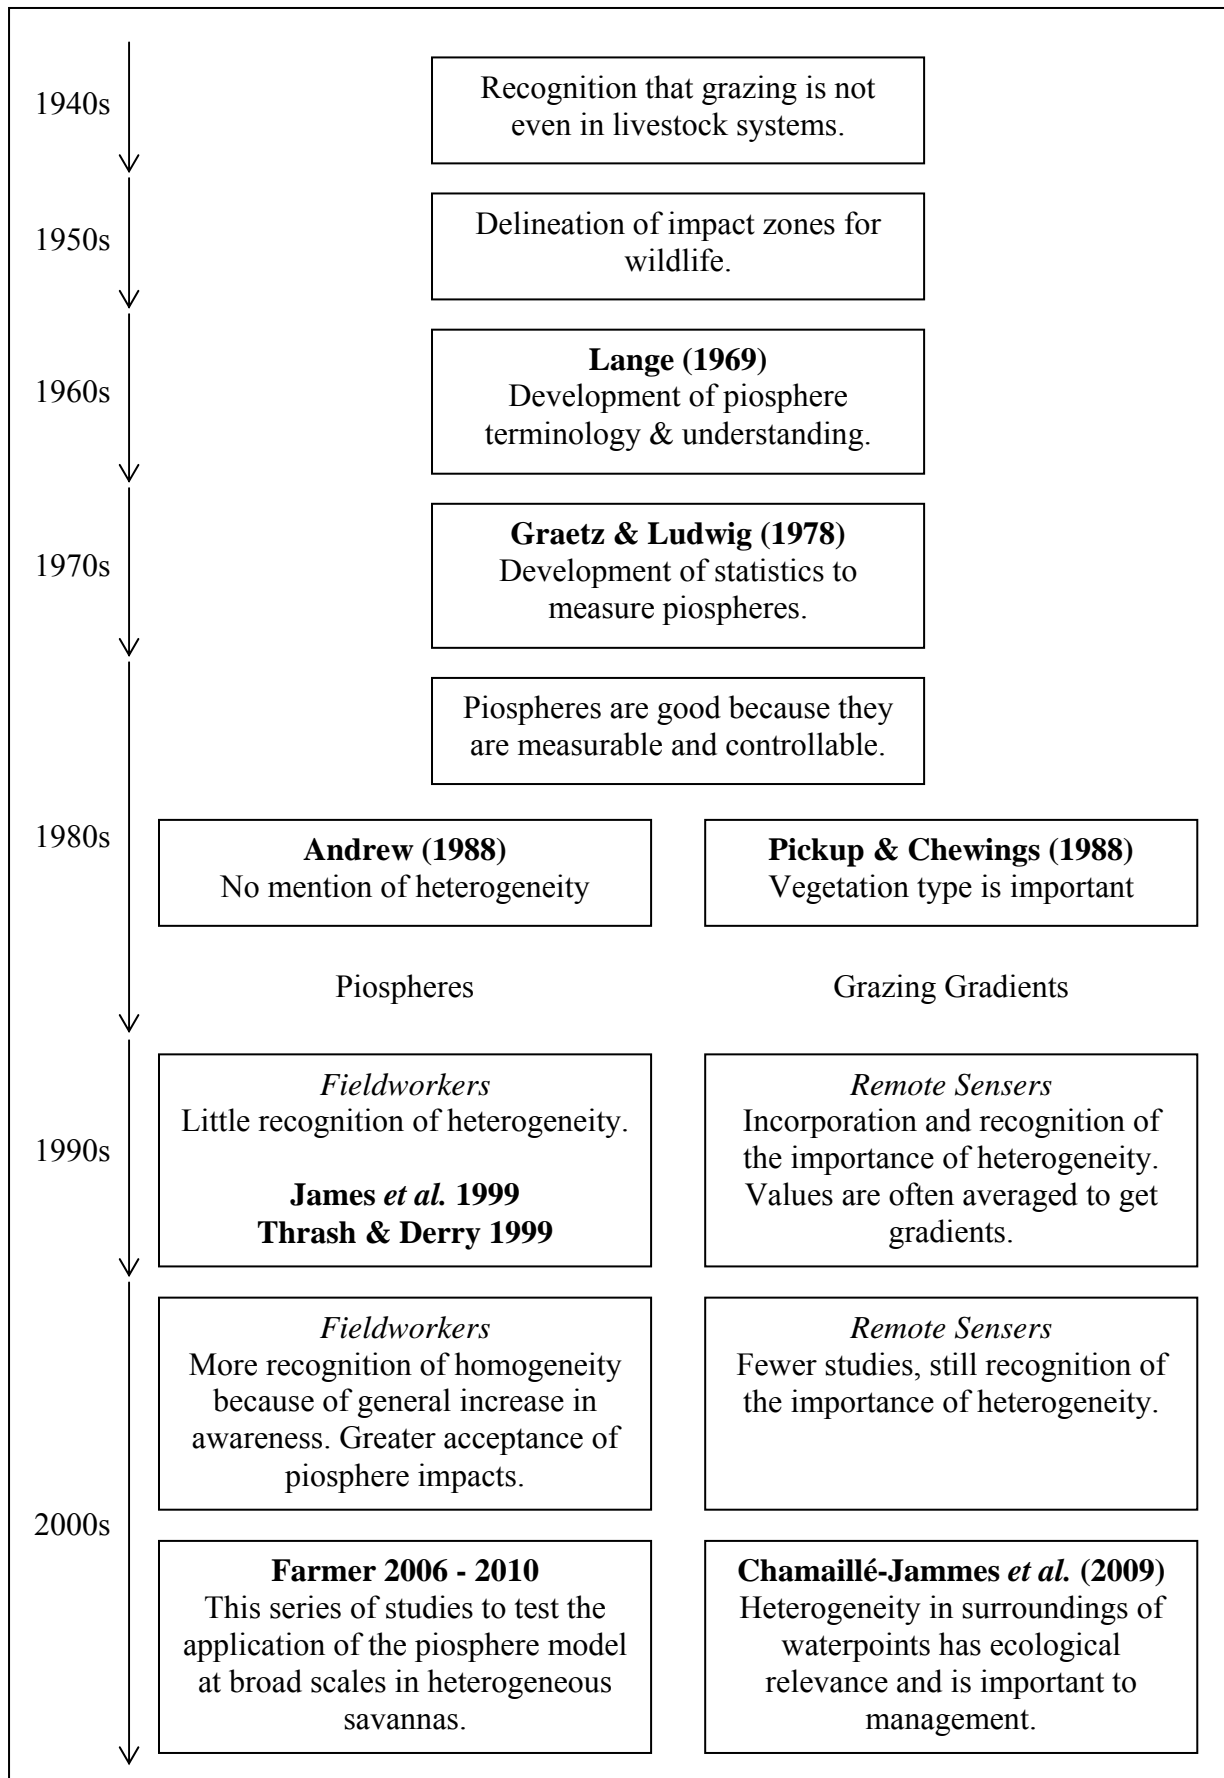 1940s
Recognition that grazing is not
even in livestock systems.
1950s
Delineation of impact zones for
wildlife.
1960s
Lange (1969)
Development of piosphere
terminology & understanding.
1970s
Graetz & Ludwig (1978)
Development of statistics to
measure piospheres.
1980s
Piospheres are good because they
are measurable and controllable.
Andrew (1988)
No mention of heterogeneity
Pickup & Chewings (1988)
Vegetation type is important
Piospheres
Grazing Gradients
1990s
Fieldworkers
Little recognition of heterogeneity.
James et al. 1999
Thrash & Derry 1999
Remote Sensers
Incorporation and recognition of
the importance of heterogeneity.
Values are often averaged to get
gradients.
2000s
Fieldworkers
More recognition of homogeneity
because of general increase in
awareness. Greater acceptance of
piosphere impacts.
Remote Sensers
Fewer studies, still recognition of
the importance of heterogeneity.
Farmer 2006 - 2010
This series of studies to test the
application of the piosphere model
at broad scales in heterogeneous
savannas.
Chamaillé-Jammes et al. (2009)
Heterogeneity in surroundings of
waterpoints has ecological
relevance and is important to
management.